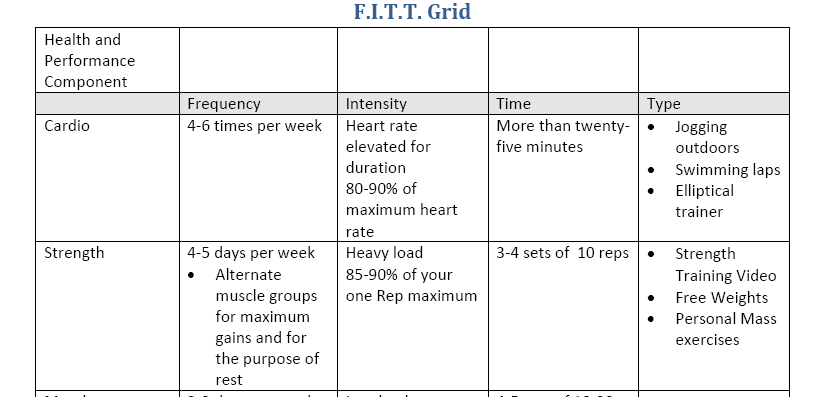 F.I.T.T. Grid
Health and
Performance
Component
Frequency
Intensity
Time
Type
Cardio
4-6 times per week
Heart rate
elevated for
duration
80-90% of
maximum heart
rate
More than twenty-
five minutes
• Jogging
outdoors
• Swimming laps
• Elliptical
trainer
Strength
4-5 days per week
• Alternate
muscle groups
for maximum
gains and for
the purpose of
rest
Heavy load
85-90% of your
one Rep maximum
3-4 sets of 10 reps
• Strength
Training Video
• Free Weights
• Personal Mass
exercises